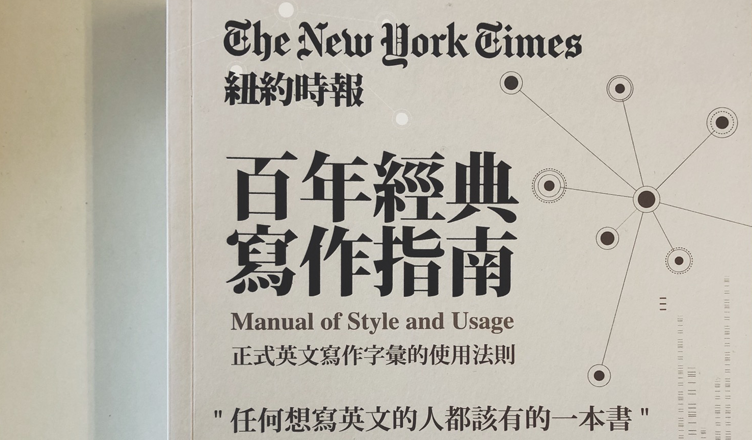 The New York Times
紐約時報
百年經典
寫作指南
Manual of Style and Usage
正式英文寫作字彙的使用法則
"任何想寫英文的人都該有的一本書"